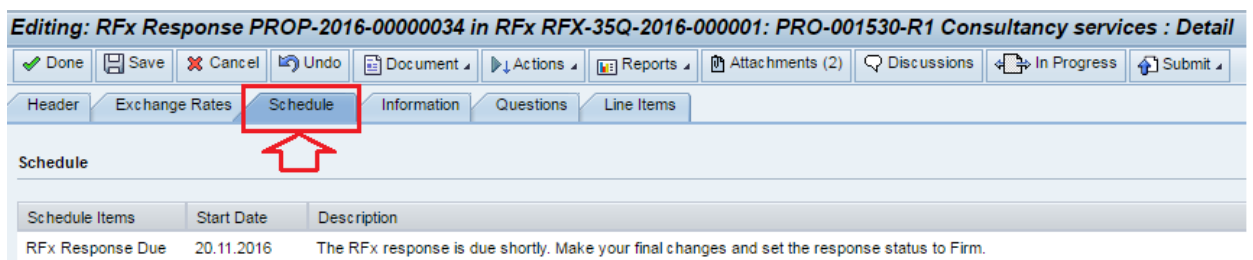 Editing: RFx Response PROP-2016-00000034 in RFx RFX-35Q-2016-000001: PRO-001530-R1 Consultancy services : Detail
Done Save Cancel Undo Document Actions Reports Attachments (2) Discussions In Progress Submit
Header Exchange Rates Schedule Information Questions Line Items
Schedule
Schedule Items Start Date Description
RFx Response Due 20.11.2016 The RFx response is due shortly. Make your final changes and set the response status to Firm.